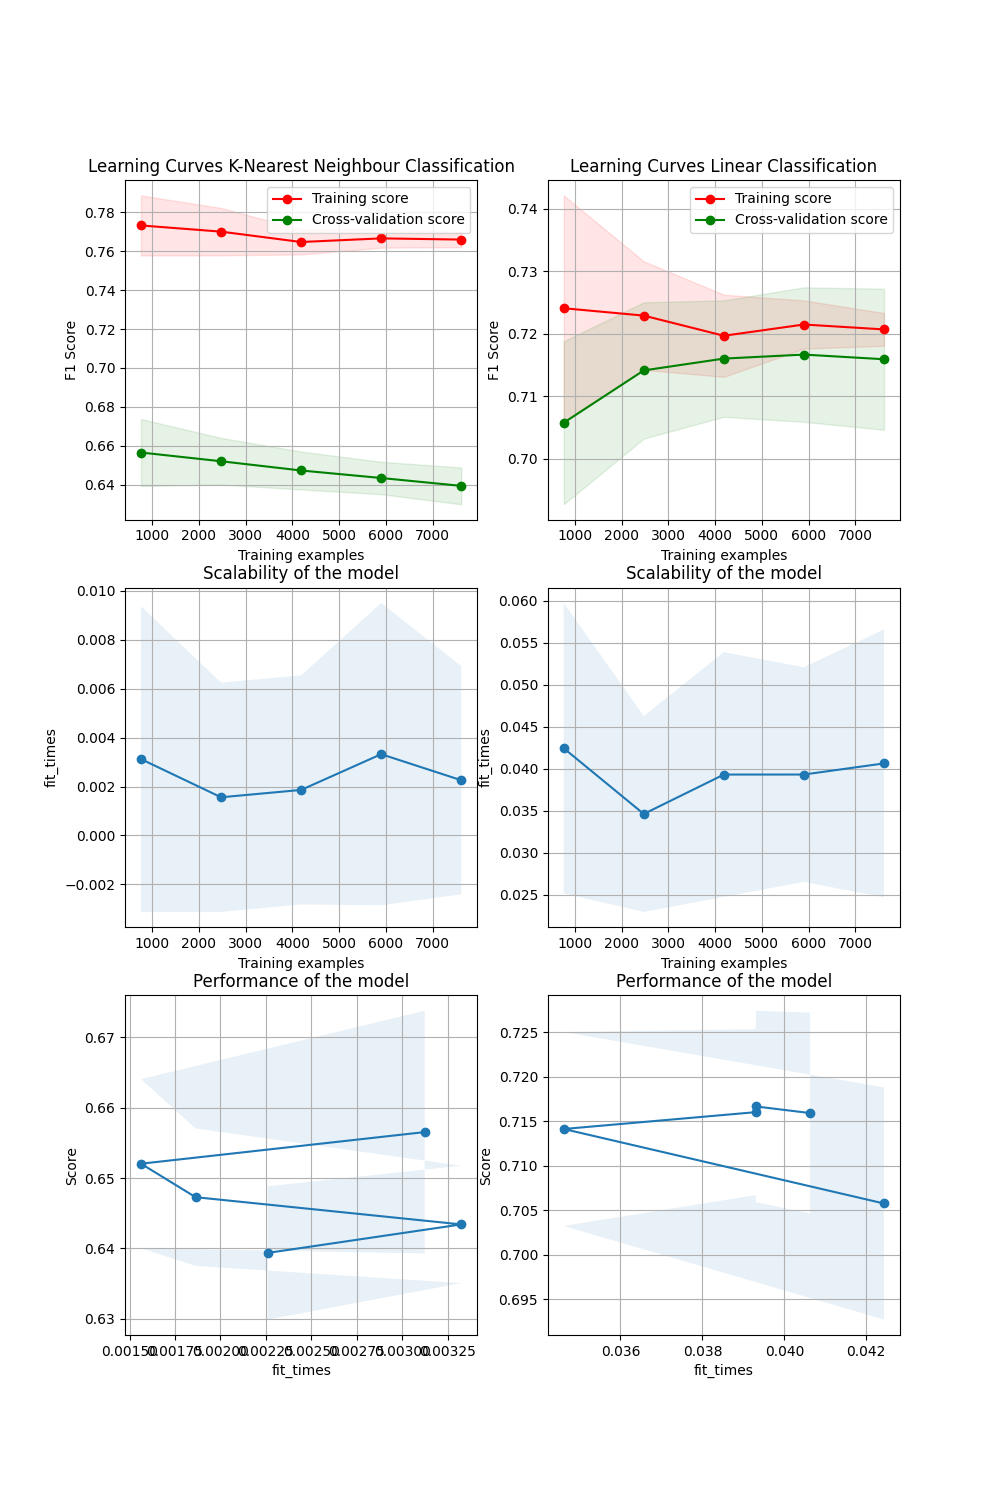 Learning Curves K-Nearest Neighbour Classification
Training score
Cross-validation score
0.78
0.76
0.74
0.72
0.70
0.68
0.66
0.64
F1 Score
1000 2000 3000 4000 5000 6000 7000
Training examples
Learning Curves Linear Classification
Training score
Cross-validation score
0.74
0.73
0.72
0.71
0.70
F1 Score
1000 2000 3000 4000 5000 6000 7000
Training examples
Scalability of the model
0.010
0.008
0.006
0.004
0.002
0.000
−0.002
fit_times
1000 2000 3000 4000 5000 6000 7000
Training examples
Scalability of the model
0.060
0.055
0.050
0.045
0.040
0.035
0.030
0.025
fit_times
1000 2000 3000 4000 5000 6000 7000
Training examples
Performance of the model
0.67
0.66
0.65
0.64
0.63
Score
0.00150 0.00175 0.00200 0.00225 0.00250 0.00275 0.00300 0.00325
fit_times
Performance of the model
0.725
0.720
0.715
0.710
0.705
0.700
0.695
Score
0.036 0.038 0.040 0.042
fit_times